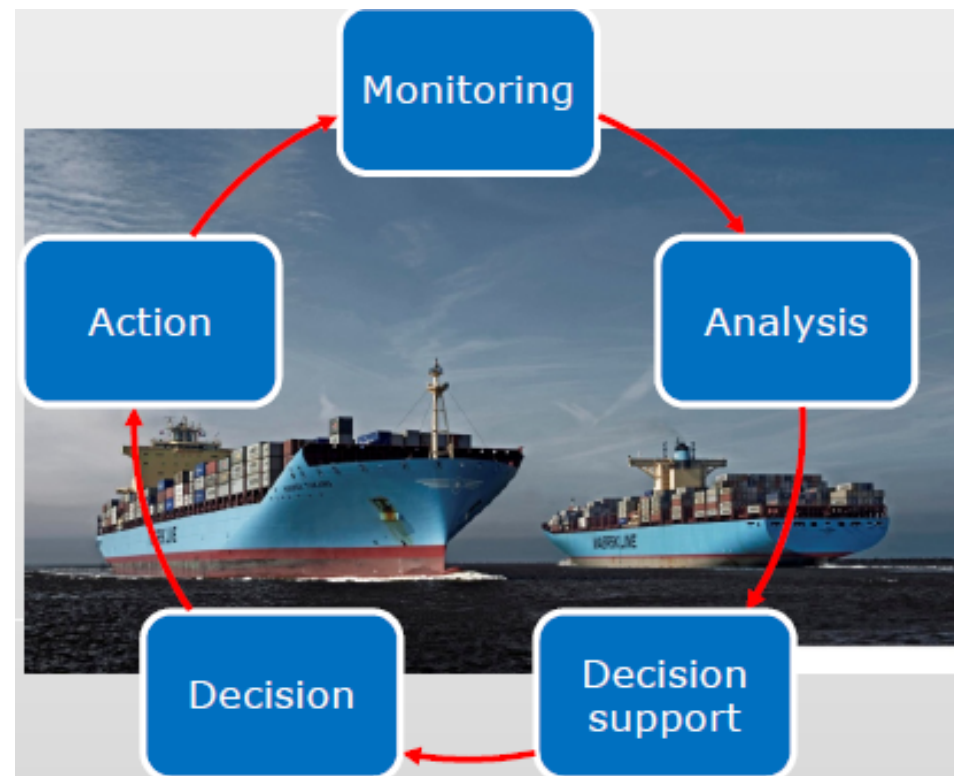 Monitoring
Action
Analysis
MAERSK LINE
Decision
Decision
support